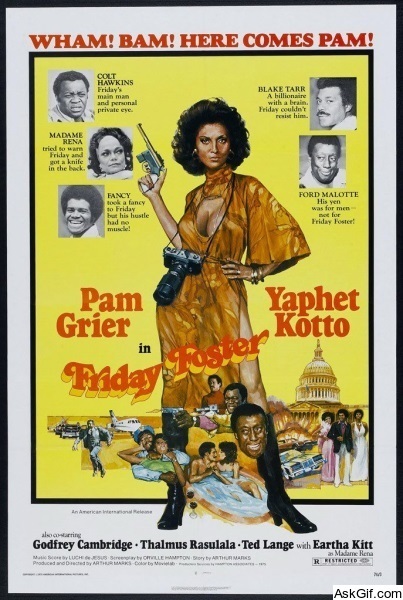 WHAM! BAM! HERE COMES PAM!
COLT
HAWKINS
Friday's
main man
and personal
private eye.
MADAME
RENA
tried to warn
Friday and
got a knife
in the back.
FANCY
took a fancy
to Friday
but his hustle
had no
muscle!
BLAKE TARR
A billionaire
with a brain.
Friday couldn't
resist him.
FORD MALOTTE
His yen
was for men—
not for
Friday Foster!
Pam
Grier
in
Yaphet
Kotto
Friday Foster
An American International Release
also co-starring
Godfrey Cambridge · Thalmus Rasulala · Ted Lange with Eartha Kitt
as Madame Rena
Music Score by LUCHI de JESUS · Screenplay by ORVILLE HAMPTON · Story by ARTHUR MARKS
Produced and Directed by ARTHUR MARKS · Color by Movielab
R RESTRICTED
AskGif.com